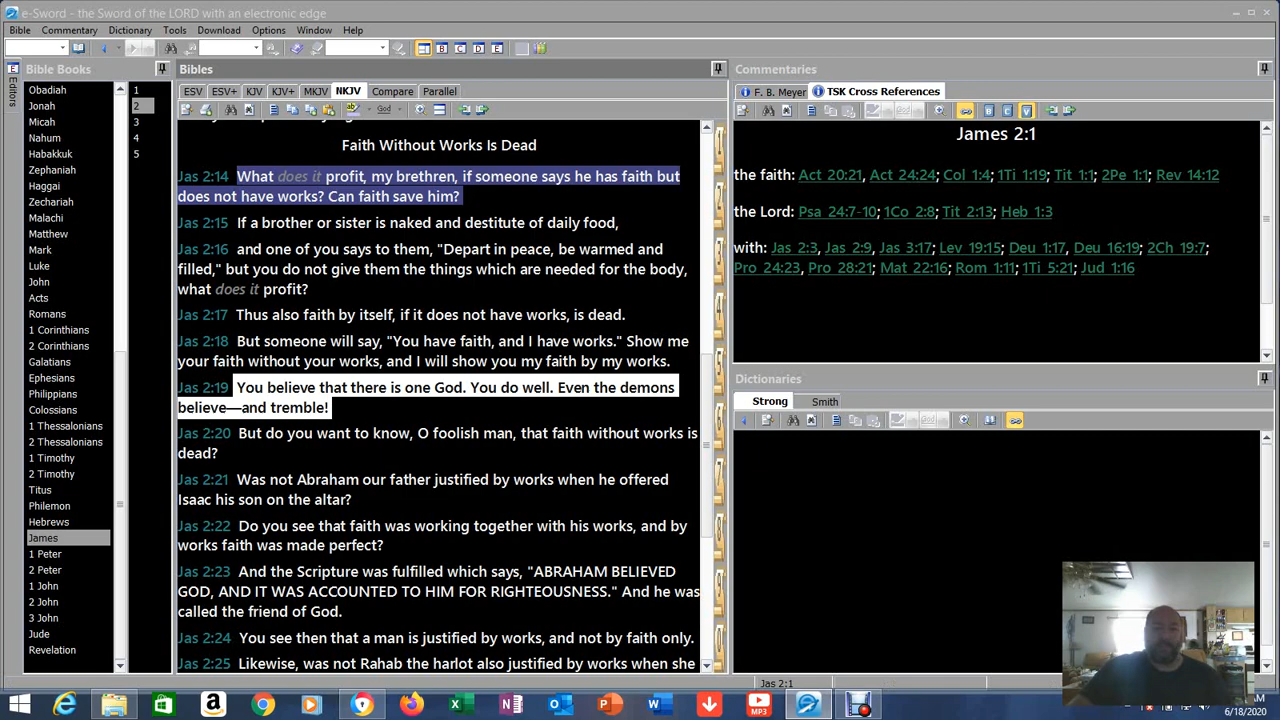 e-Sword - the Sword of the LORD with an electronic edge
Bible Commentary Dictionary Tools Download Options Window Help
B C D E
Bible Books
Editors
Obadiah
Jonah
Micah
Nahum
Habakkuk
Zephaniah
Haggai
Zechariah
Malachi
Matthew
Mark
Luke
John
Acts
Romans
1 Corinthians
2 Corinthians
Galatians
Ephesians
Philippians
Colossians
1 Thessalonians
2 Thessalonians
1 Timothy
2 Timothy
Titus
Philemon
Hebrews
James
1 Peter
2 Peter
1 John
2 John
3 John
Jude
Revelation
1
2
3
4
5
Bibles
ESV ESV+ KJV KJV+ MKJV NKJV Compare Parallel
Faith Without Works Is Dead
Jas 2:14 What does it profit, my brethren, if someone says he has faith but
does not have works? Can faith save him?
Jas 2:15 If a brother or sister is naked and destitute of daily food,
Jas 2:16 and one of you says to them, "Depart in peace, be warmed and
filled," but you do not give them the things which are needed for the body,
what does it profit?
Jas 2:17 Thus also faith by itself, if it does not have works, is dead.
Jas 2:18 But someone will say, "You have faith, and I have works." Show me
your faith without your works, and I will show you my faith by my works.
Jas 2:19 You believe that there is one God. You do well. Even the demons
believe—and tremble!
Jas 2:20 But do you want to know, O foolish man, that faith without works is
dead?
Jas 2:21 Was not Abraham our father justified by works when he offered
Isaac his son on the altar?
Jas 2:22 Do you see that faith was working together with his works, and by
works faith was made perfect?
Jas 2:23 And the Scripture was fulfilled which says, "ABRAHAM BELIEVED
GOD, AND IT WAS ACCOUNTED TO HIM FOR RIGHTEOUSNESS." And he was
called the friend of God.
Jas 2:24 You see then that a man is justified by works, and not by faith only.
Jas 2:25 Likewise, was not Rahab the harlot also justified by works when she
Commentaries
F. B. Meyer TSK Cross References
James 2:1
the faith: Act 20:21, Act 24:24; Col 1:4; 1Ti 1:19; Tit 1:1; 2Pe 1:1; Rev 14:12
the Lord: Psa 24:7-10; 1Co 2:8; Tit 2:13; Heb 1:3
with: Jas 2:3, Jas 2:9, Jas 3:17; Lev 19:15; Deu 1:17, Deu 16:19; 2Ch 19:7;
Pro 24:23, Pro 28:21; Mat 22:16; Rom 1:11; 1Ti 5:21; Jud 1:16
Dictionaries
Strong Smith
Jas 2:1
6/18/2020